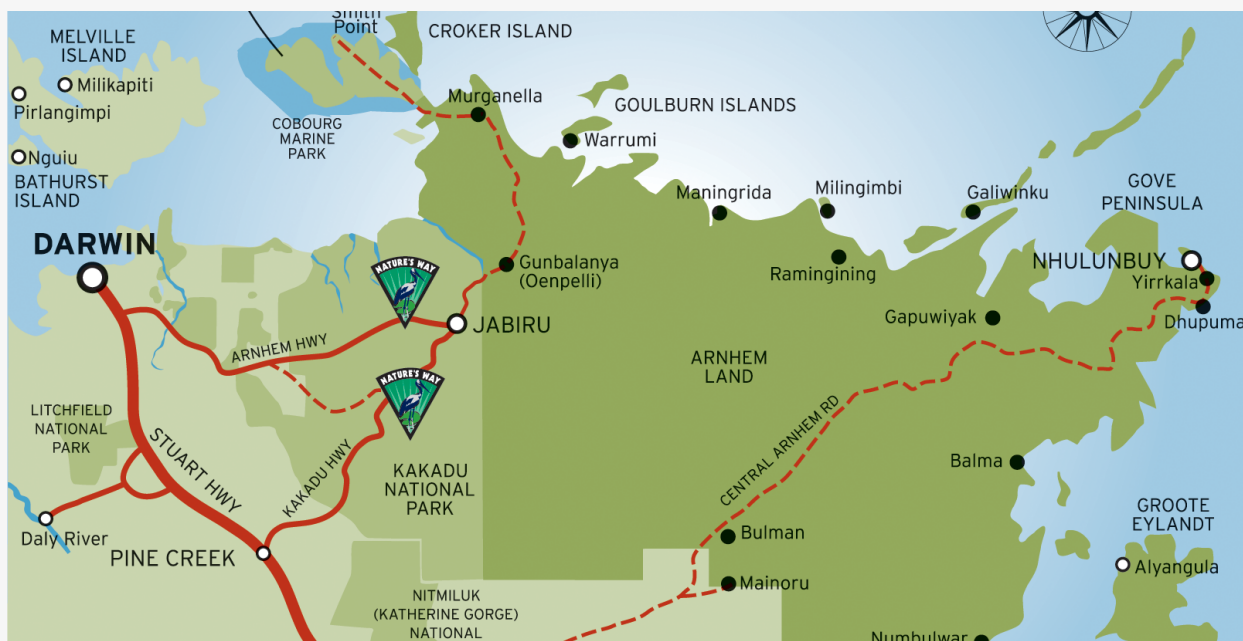 Smith
Point
CROKER ISLAND
MELVILLE
ISLAND
Milikapiti
Pirlangimpi
Murganella
GOULBURN ISLANDS
COBOURG
MARINE
PARK
Warrumi
Nguiu
BATHURST
ISLAND
Maningrida
Milingimbi
Galiwinku
GOVE
PENINSULA
DARWIN
NATURE'S WAY
Gunbalanya
(Oenpelli)
Ramingining
NHULUNBUY
Yirrkala
JABIRU
Gapuwiyak
Dhupuma
ARNHEM HWY
NATURE'S WAY
ARNHEM
LAND
LITCHFIELD
NATIONAL
PARK
STUART HWY
KAKADU HWY
KAKADU
NATIONAL
PARK
CENTRAL ARNHEM RD
Balma
GROOTE
EYLANDT
Daly River
PINE CREEK
Bulman
Alyangula
Mainoru
NITMILUK
(KATHERINE GORGE)
NATIONAL
Numbulwar